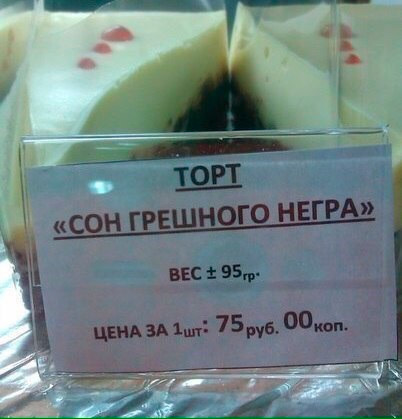 ТОРТ
«СОН ГРЕШНОГО НЕГРА»
ВЕС ± 95гр.
ЦЕНА ЗА 1шт: 75руб. 00коп.